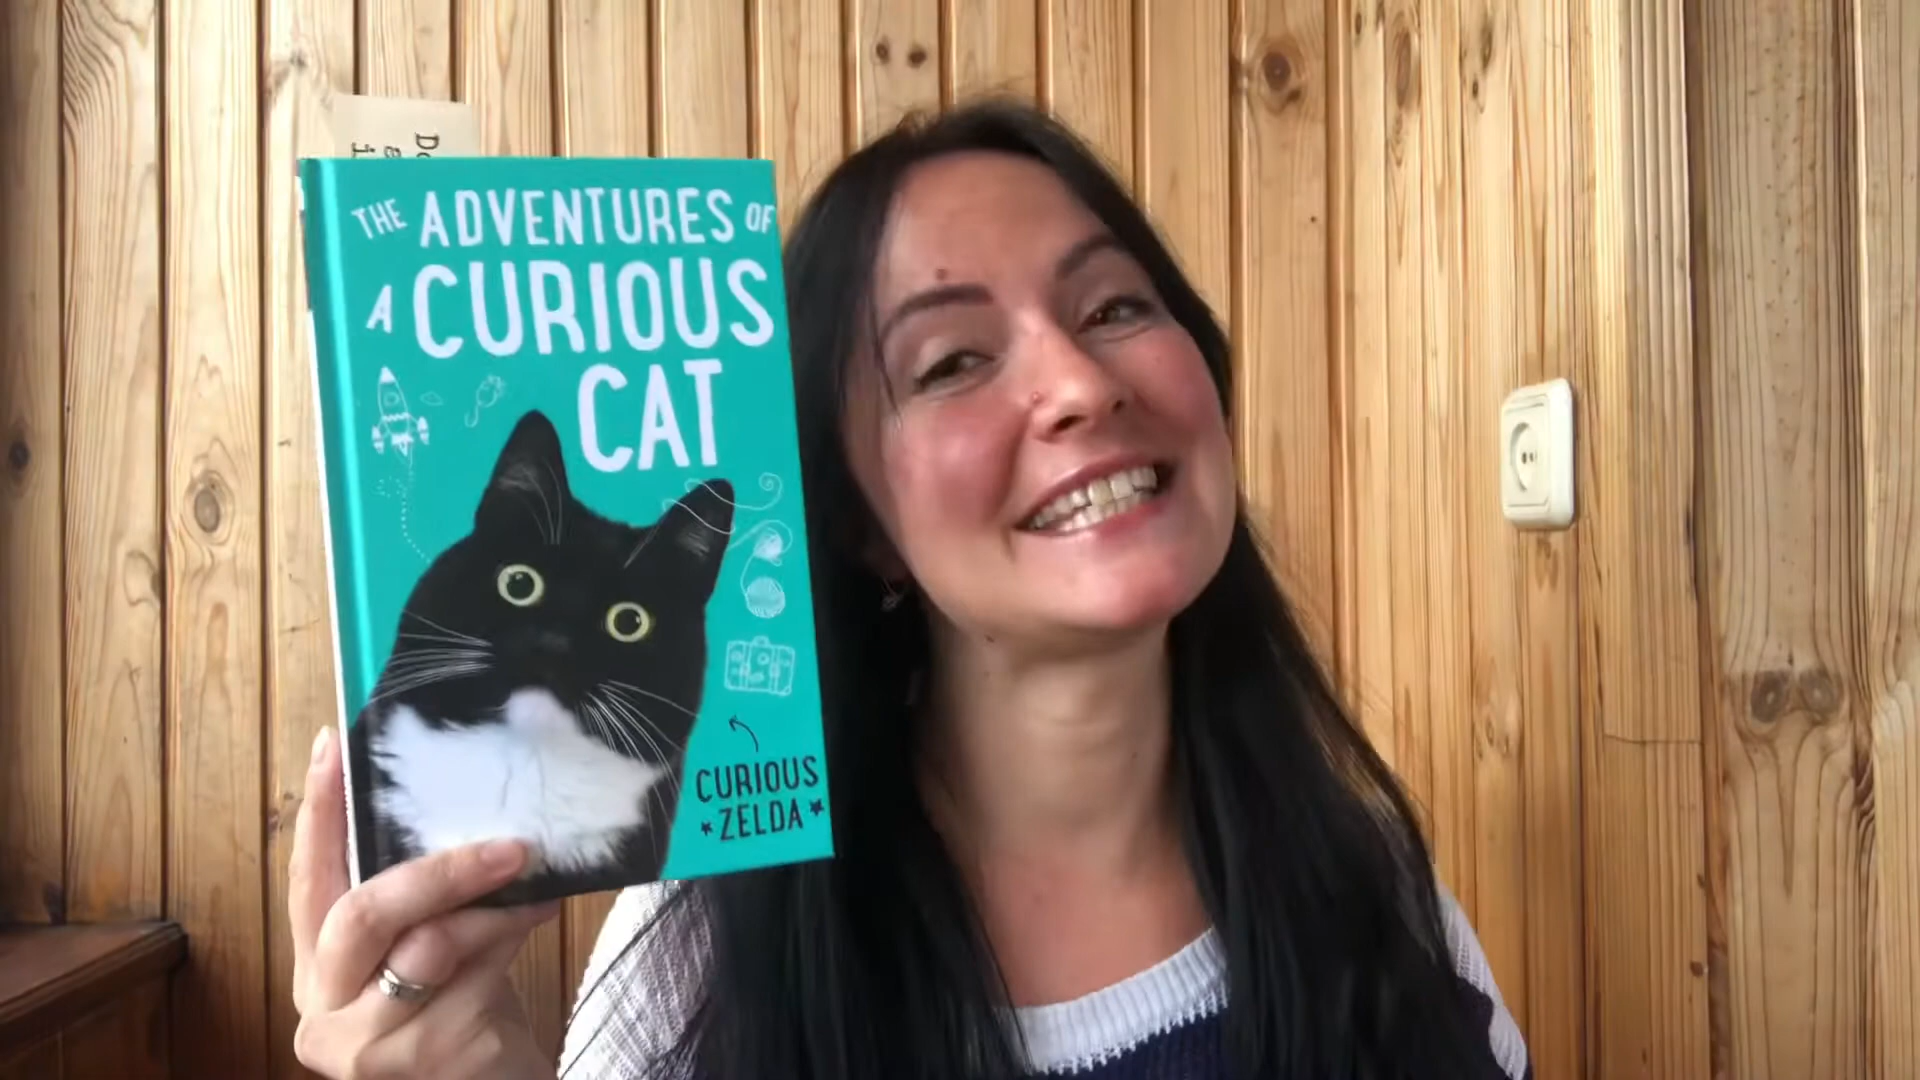 THE ADVENTURES OF
A CURIOUS
CAT
CURIOUS
ZELDA